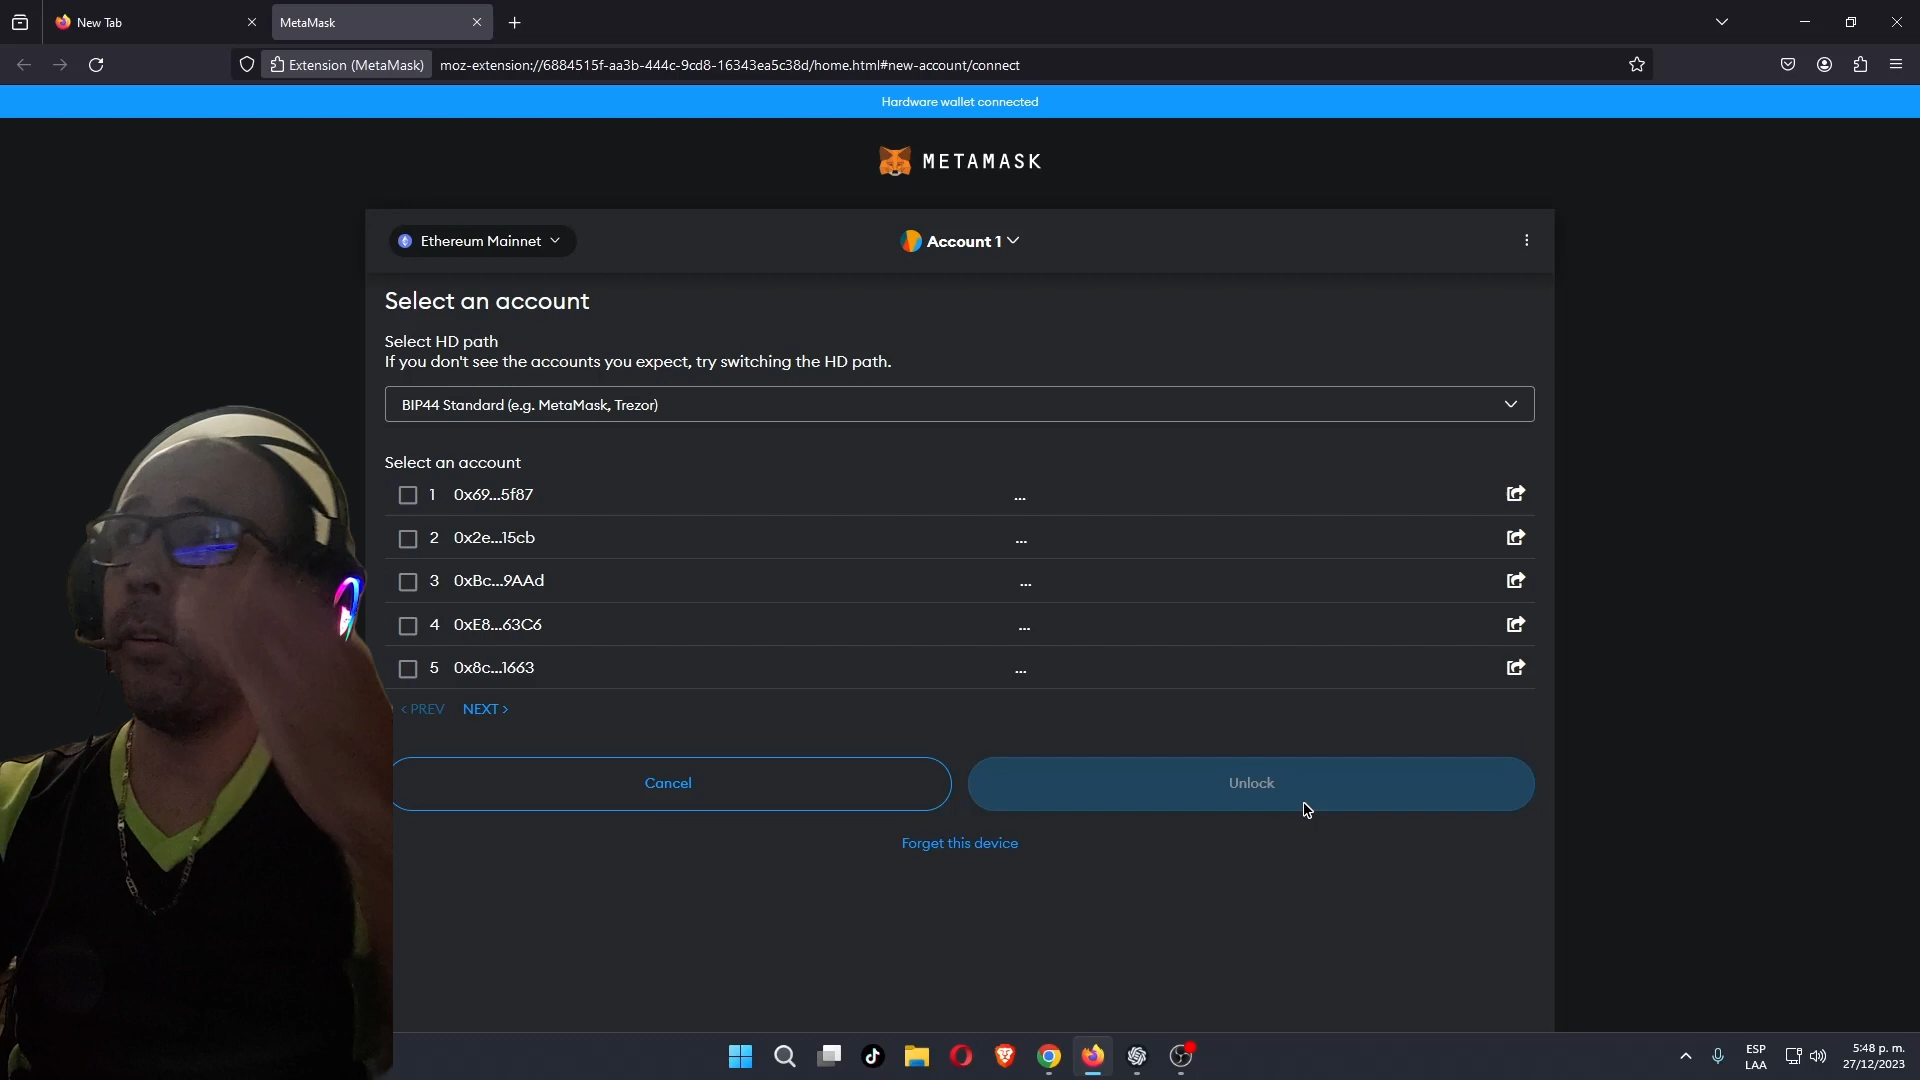 New Tab
MetaMask
Extension (MetaMask)
moz-extension://6884515f-aa3b-444c-9cd8-16343ea5c38d/home.html#new-account/connect
Hardware wallet connected
METAMASK
Ethereum Mainnet
Account 1
Select an account
Select HD path
If you don't see the accounts you expect, try switching the HD path.
BIP44 Standard (e.g. MetaMask, Trezor)
Select an account
1 0x69...5f87 ...
2 0x2e...15cb ...
3 0xBc...9AAd ...
4 0xE8...63C6 ...
5 0x8c...1663 ...
< PREV NEXT >
Cancel
Unlock
Forget this device
ESP
LAA
5:48 p. m.
27/12/2023